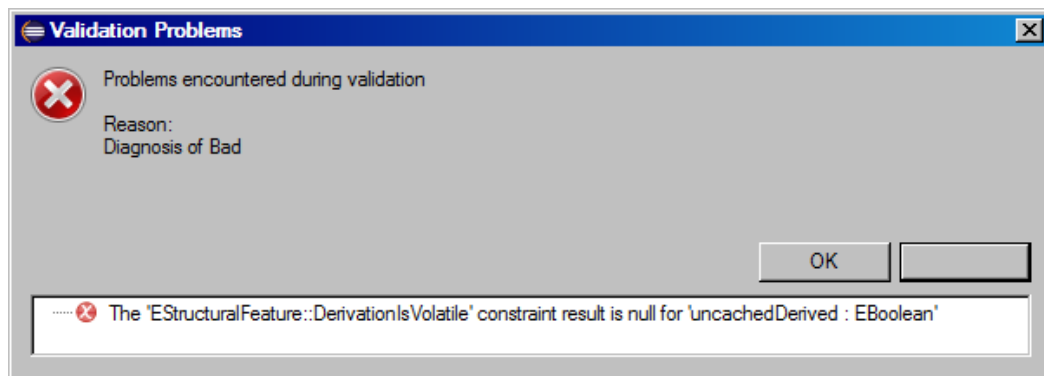 Validation Problems
Problems encountered during validation
Reason:
Diagnosis of Bad
OK
The 'EStructuralFeature::DerivationIsVolatile' constraint result is null for 'uncachedDerived : EBoolean'